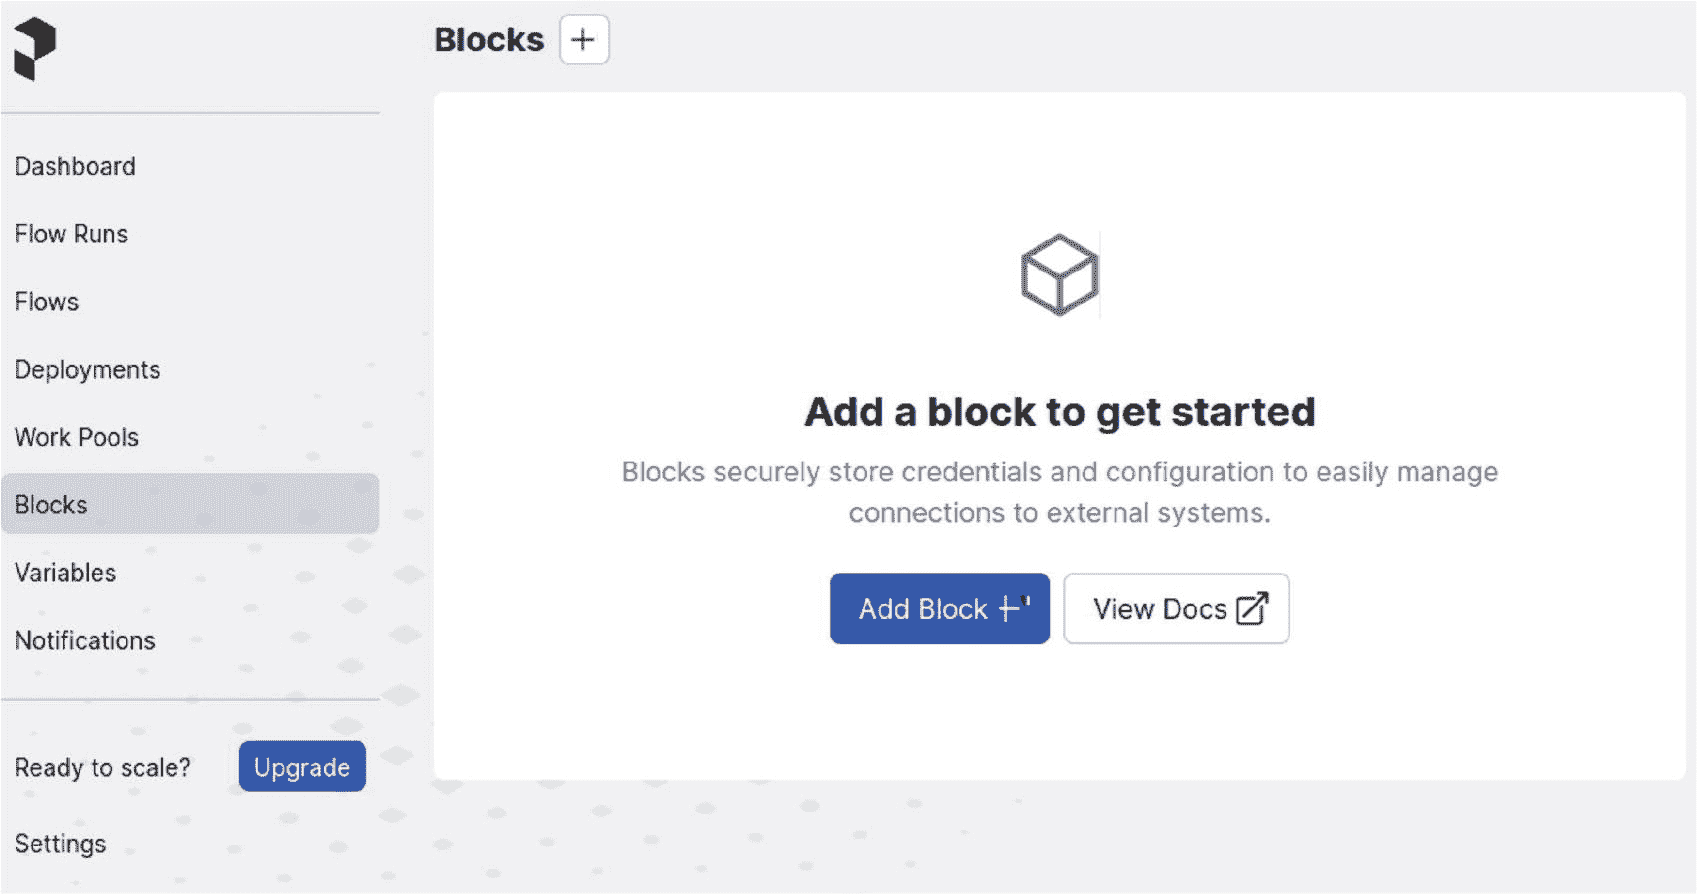 Blocks
Dashboard
Flow Runs
Flows
Deployments
Work Pools
Blocks
Variables
Notifications
Ready to scale?
Upgrade
Settings
Add a block to get started
Blocks securely store credentials and configuration to easily manage
connections to external systems.
Add Block +
View Docs